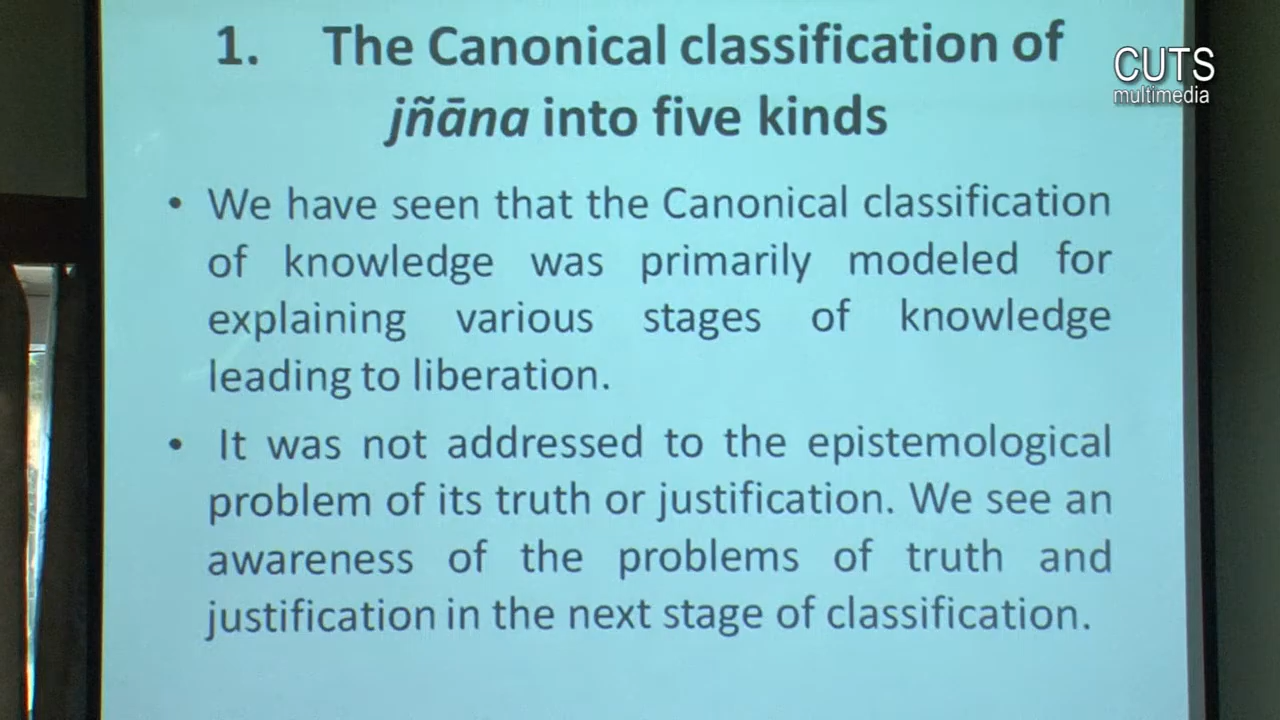 1. The Canonical classification of
jñāna into five kinds
CUTS
multimedia
• We have seen that the Canonical classification
of knowledge was primarily modeled for
explaining various stages of knowledge
leading to liberation.
• It was not addressed to the epistemological
problem of its truth or justification. We see an
awareness of the problems of truth and
justification in the next stage of classification.